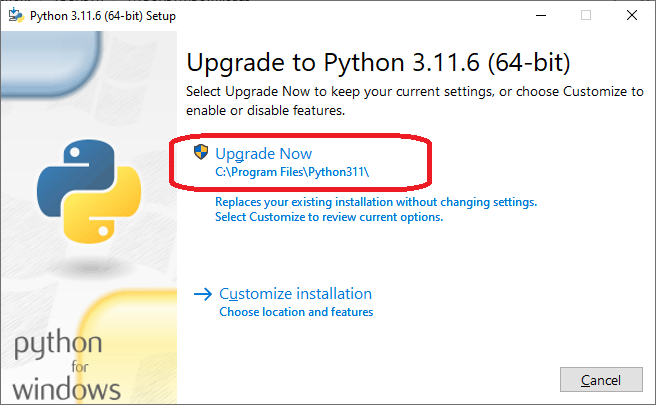 Python 3.11.6 (64-bit) Setup
Upgrade to Python 3.11.6 (64-bit)
Select Upgrade Now to keep your current settings, or choose Customize to
enable or disable features.
Upgrade Now
C:\Program Files\Python311\
Replaces your existing installation without changing settings.
Select Customize to review current options.
Customize installation
Choose location and features
python
for
windows
Cancel